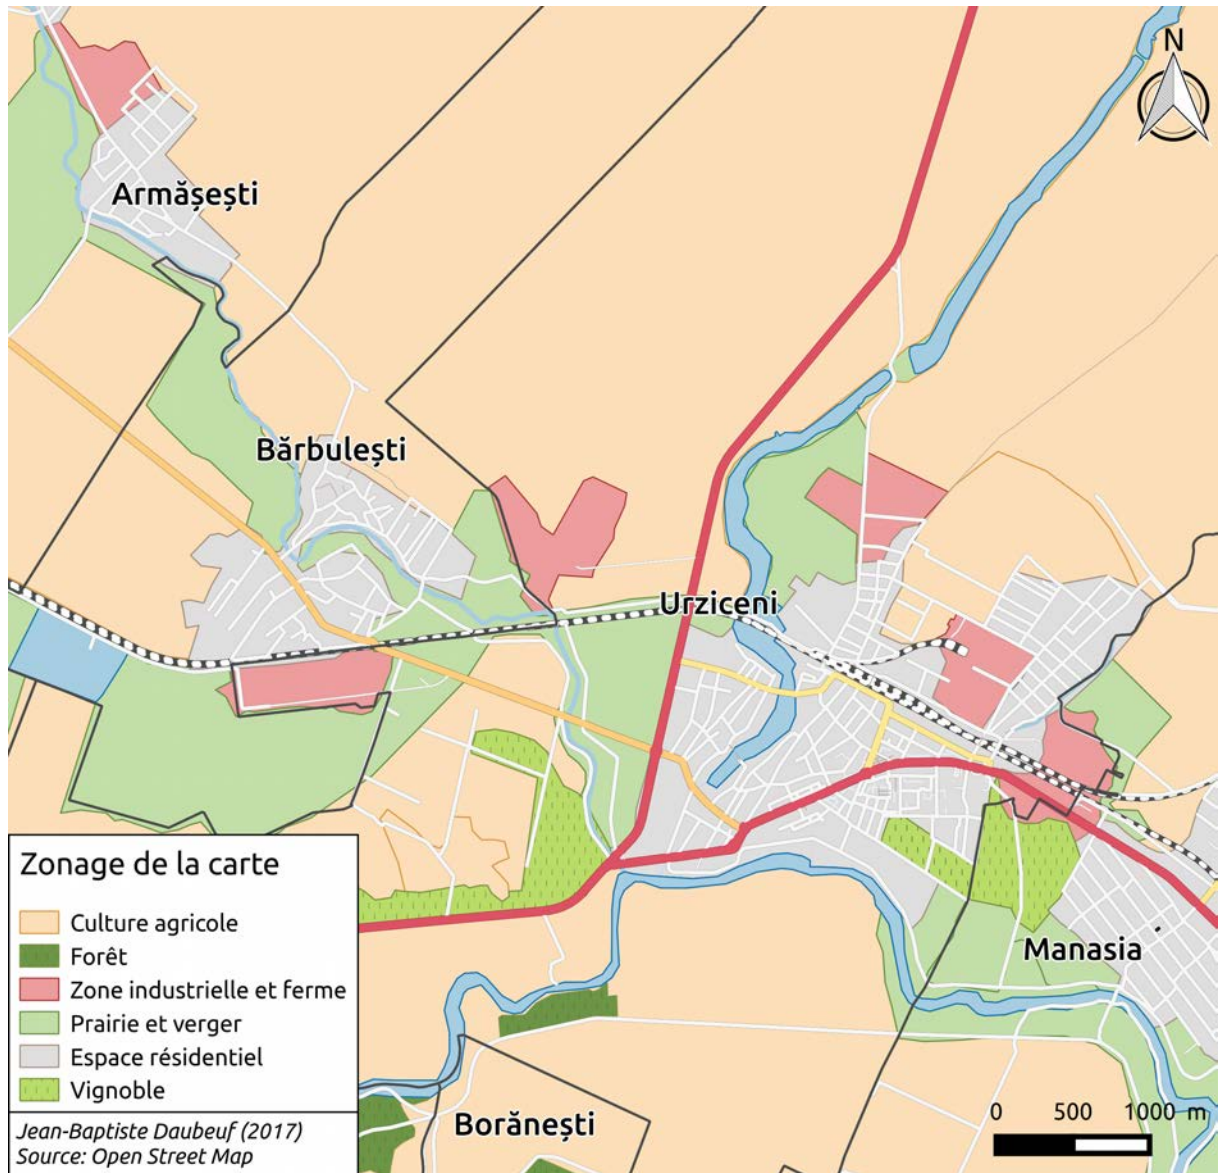 N
Armășești
Bărbulești
Urziceni
Manasia
Borănești
Zonage de la carte
Culture agricole
Forêt
Zone industrielle et ferme
Prairie et verger
Espace résidentiel
Vignoble
Jean-Baptiste Daubeuf (2017)
Source: Open Street Map
0 500 1000 m